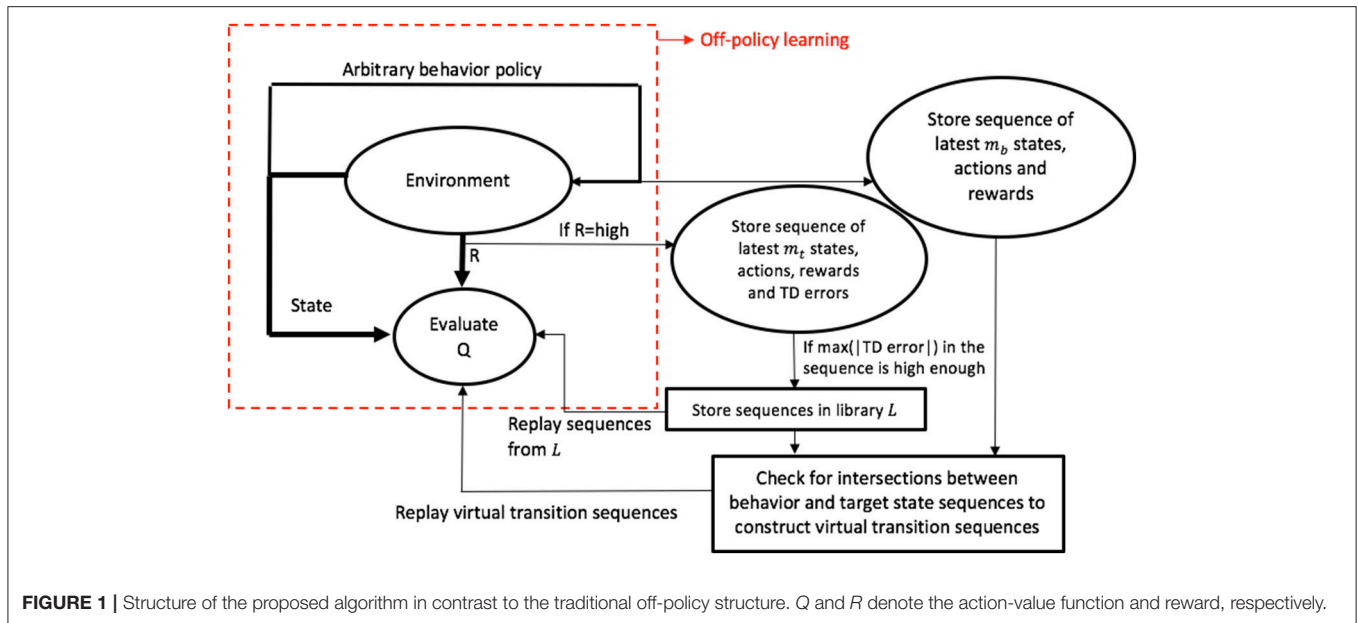 Off-policy learning
Arbitrary behavior policy
Store sequence of
latest m_b states,
actions and
rewards
Environment
If R=high
Store sequence of
latest m_t states,
actions, rewards
and TD errors
R
State
Evaluate
Q
If max(|TD error|) in the
sequence is high enough
Store sequences in library L
Replay sequences
from L
Check for intersections between
behavior and target state sequences to
construct virtual transition sequences
Replay virtual transition sequences
FIGURE 1 | Structure of the proposed algorithm in contrast to the traditional off-policy structure. Q and R denote the action-value function and reward, respectively.